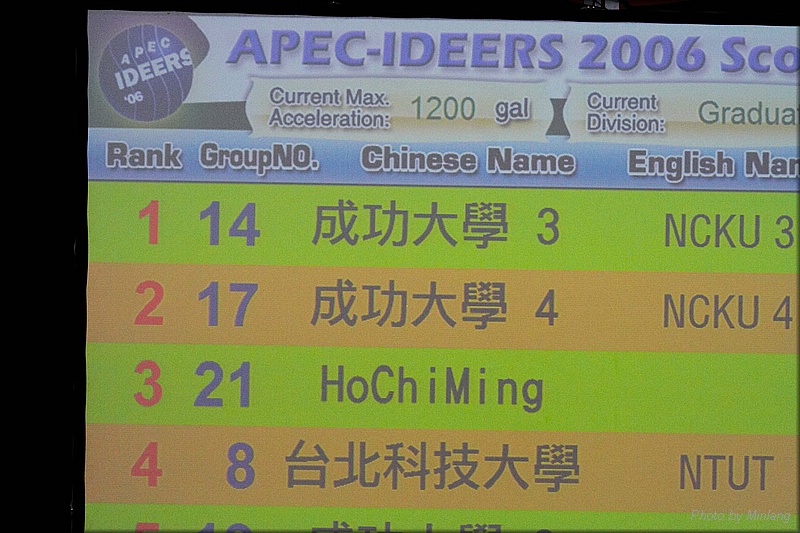 APEC
IDEERS
'06
APEC-IDEERS 2006 Sco
Current Max.
Acceleration: 1200 gal
Current
Division: Gradua
Rank GroupNO. Chinese Name English Nam
1 14 成功大學 3 NCKU 3
2 17 成功大學 4 NCKU 4
3 21 HoChiMing
4 8 台北科技大學 NTUT
Photo by Minlang